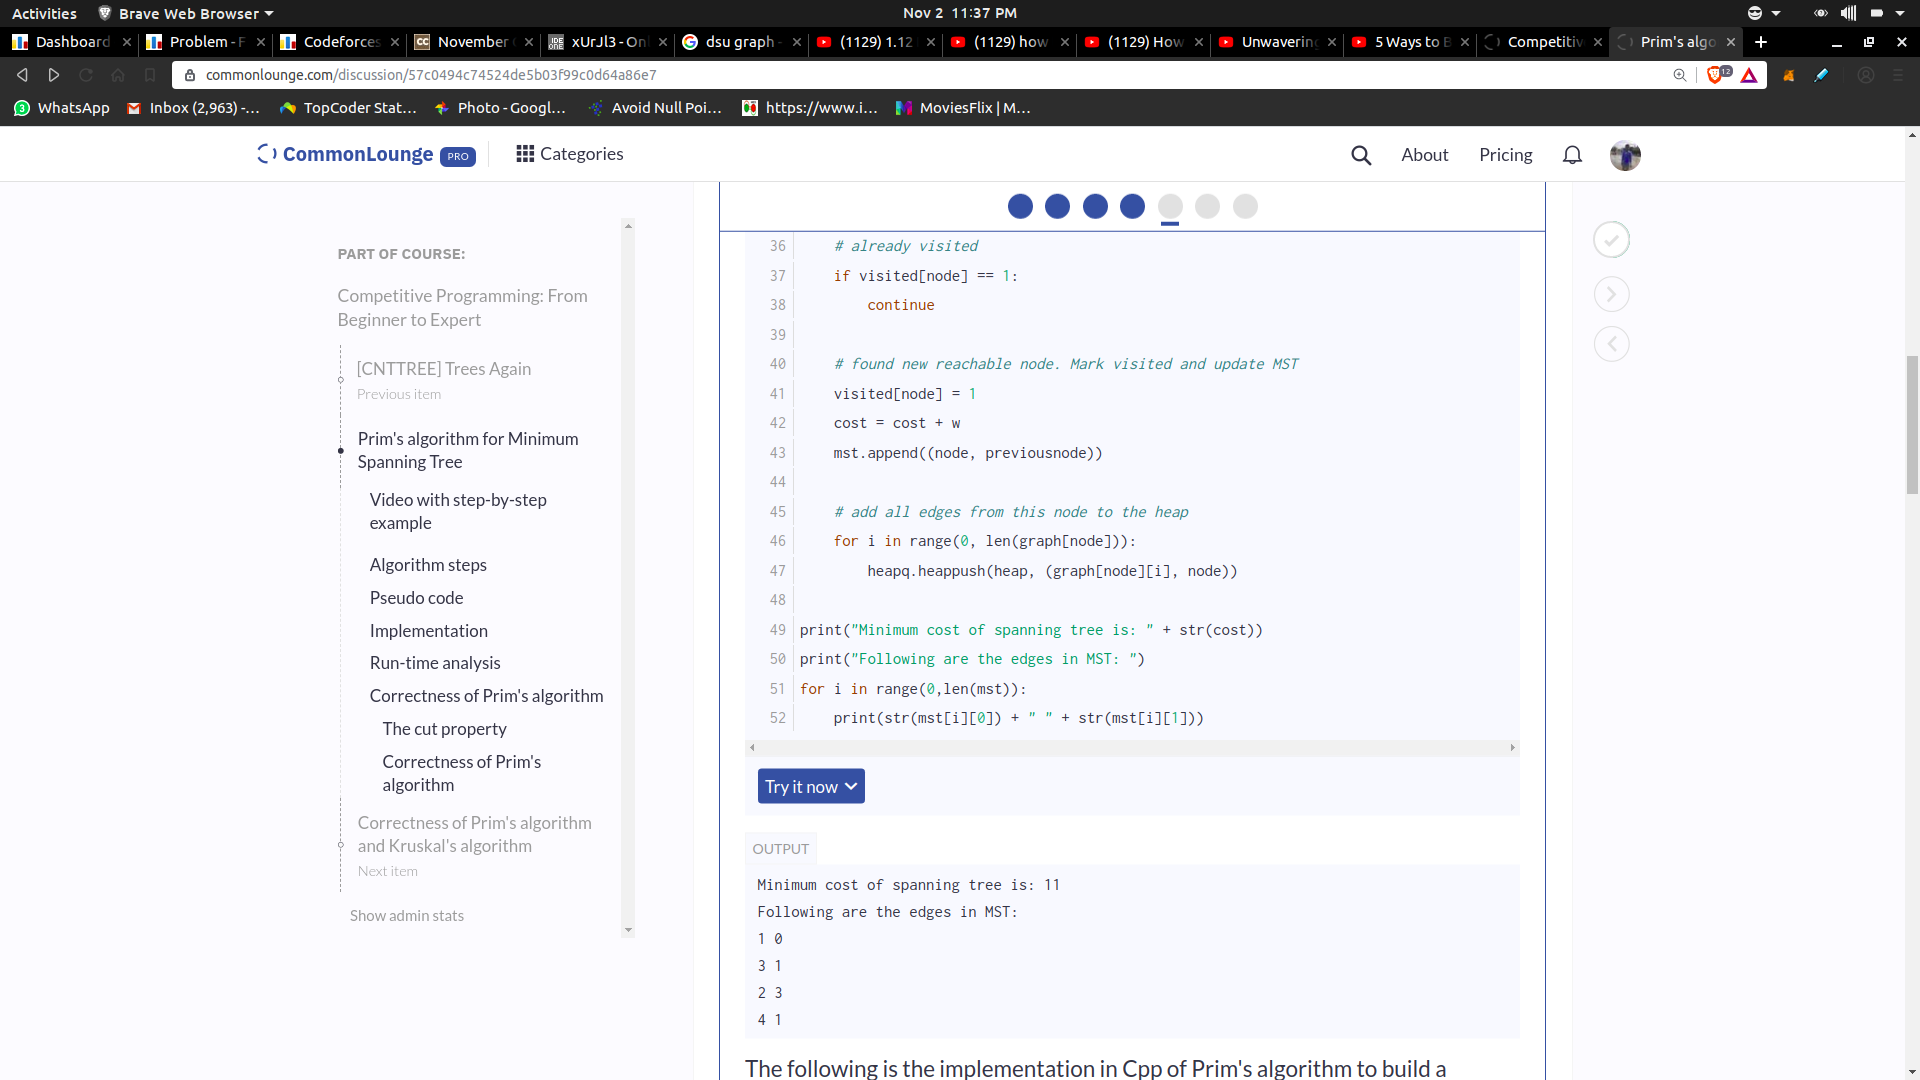 Activities
Brave Web Browser
Nov 2 11:37 PM
Dashboard
Problem - F
Codeforces
November
xUrJl3 - On
dsu graph -
(1129) 1.12
(1129) how
(1129) How
Unwavering
5 Ways to B
Competitiv
Prim's algo
commonlounge.com/discussion/57c0494c74524de5b03f99c0d64a86e7
12
WhatsApp
Inbox (2,963) -...
TopCoder Stat...
Photo - Googl...
Avoid Null Poi...
https://www.i...
MoviesFlix | M...
CommonLounge PRO
Categories
About
Pricing
PART OF COURSE:
Competitive Programming: From
Beginner to Expert
[CNTTREE] Trees Again
Previous item
Prim's algorithm for Minimum
Spanning Tree
Video with step-by-step
example
Algorithm steps
Pseudo code
Implementation
Run-time analysis
Correctness of Prim's algorithm
The cut property
Correctness of Prim's
algorithm
Correctness of Prim's algorithm
and Kruskal's algorithm
Next item
Show admin stats
36 # already visited
37 if visited[node] == 1:
38 continue
39
40 # found new reachable node. Mark visited and update MST
41 visited[node] = 1
42 cost = cost + w
43 mst.append((node, previousnode))
44
45 # add all edges from this node to the heap
46 for i in range(0, len(graph[node])):
47 heapq.heappush(heap, (graph[node][i], node))
48
49 print("Minimum cost of spanning tree is: " + str(cost))
50 print("Following are the edges in MST: ")
51 for i in range(0,len(mst)):
52 print(str(mst[i][0]) + " " + str(mst[i][1]))
Try it now
OUTPUT
Minimum cost of spanning tree is: 11
Following are the edges in MST:
1 0
3 1
2 3
4 1
The following is the implementation in Cpp of Prim's algorithm to build a